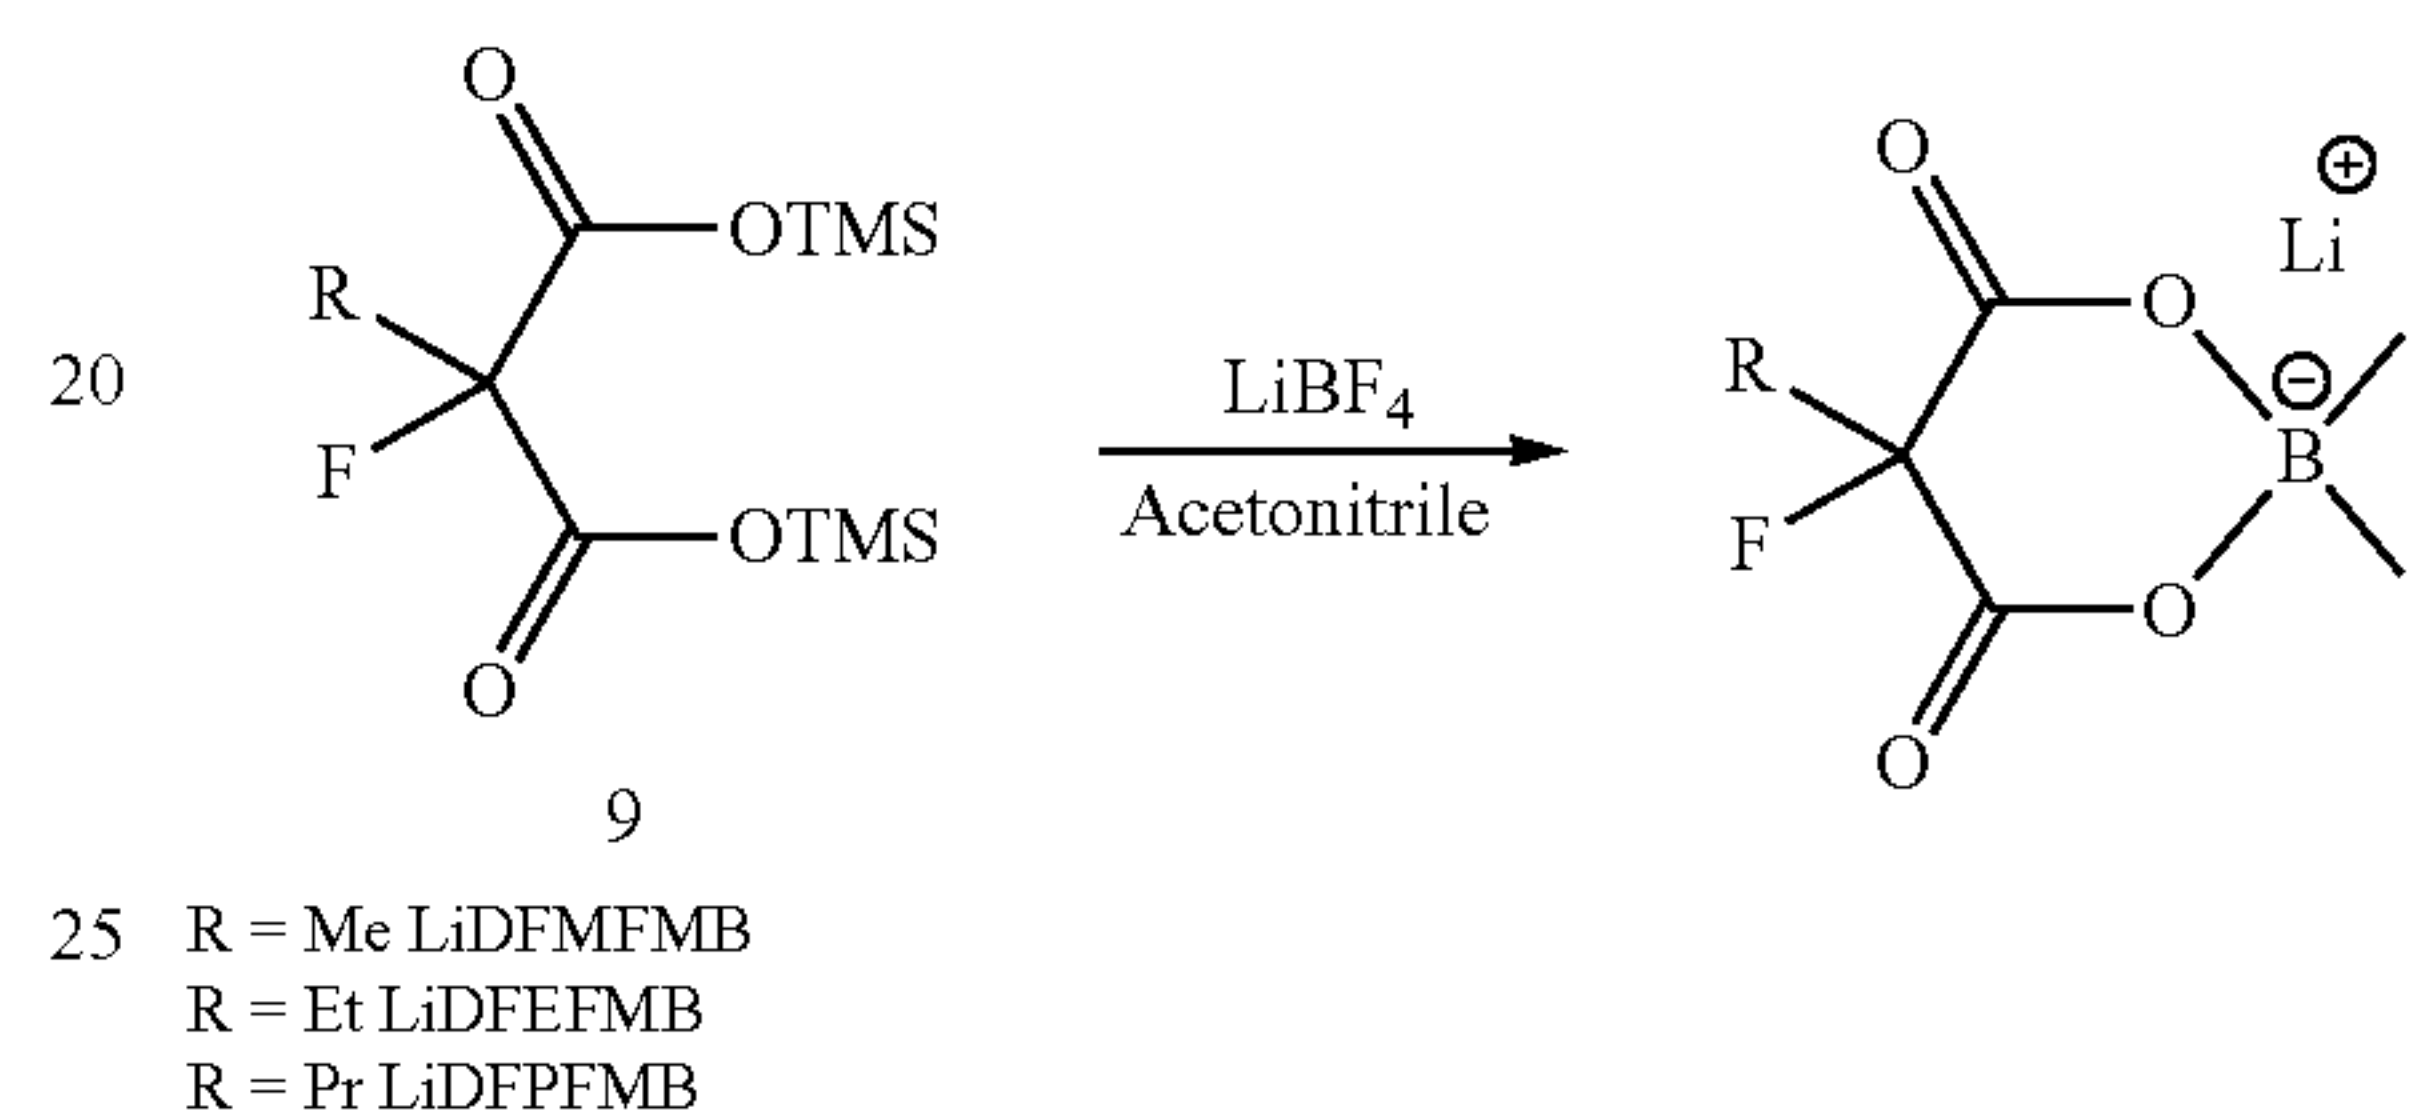 O
O
⊕
OTMS
Li
R
O
20
LiBF4
R
⊖
B
F
Acetonitrile
F
OTMS
O
O
O
9
25 R = Me LiDFMFMB
R = Et LiDFEFMB
R = Pr LiDFPFMB